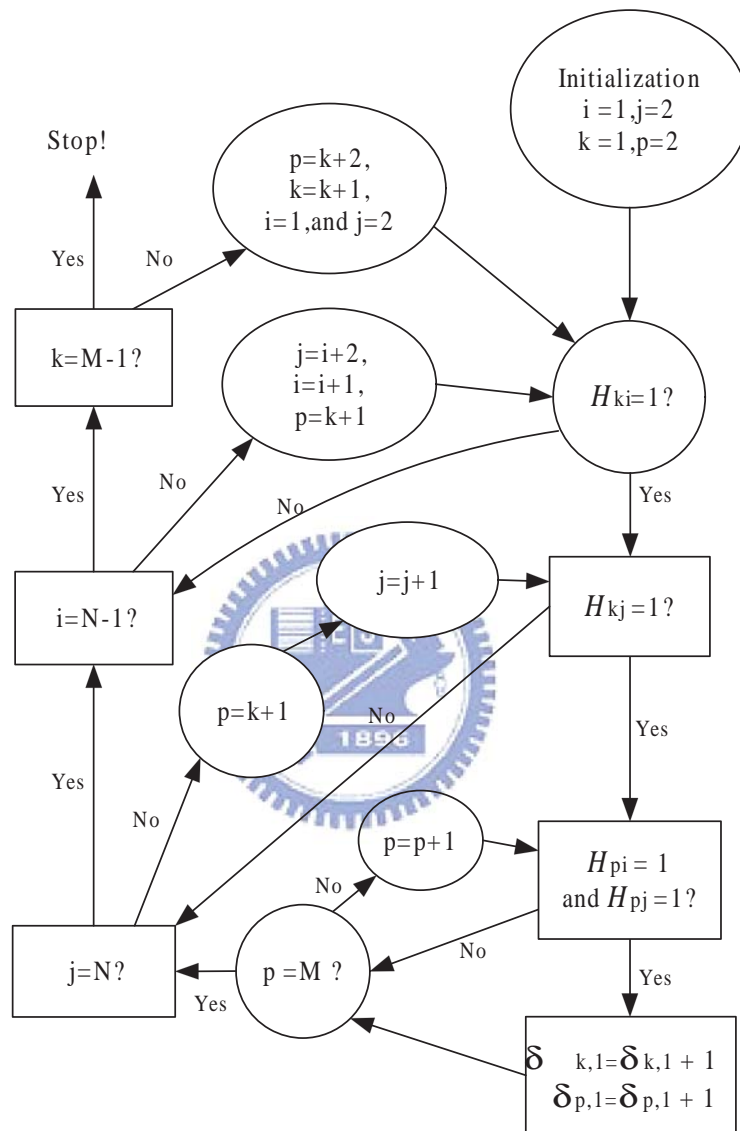 Initialization
i =1,j=2
k =1,p=2
Stop!
p=k+2,
k=k+1,
i=1,and j=2
Yes
No
k=M-1?
j=i+2,
i=i+1,
p=k+1
Hki=1?
Yes
No
No
Yes
j=j+1
i=N-1?
Hkj=1?
p=k+1
No
1896
Yes
Yes
No
p=p+1
Hpi = 1
and Hpj =1?
No
No
j=N?
Yes
p =M ?
Yes
δ k,1=δk,1 + 1
δp,1=δp,1 + 1